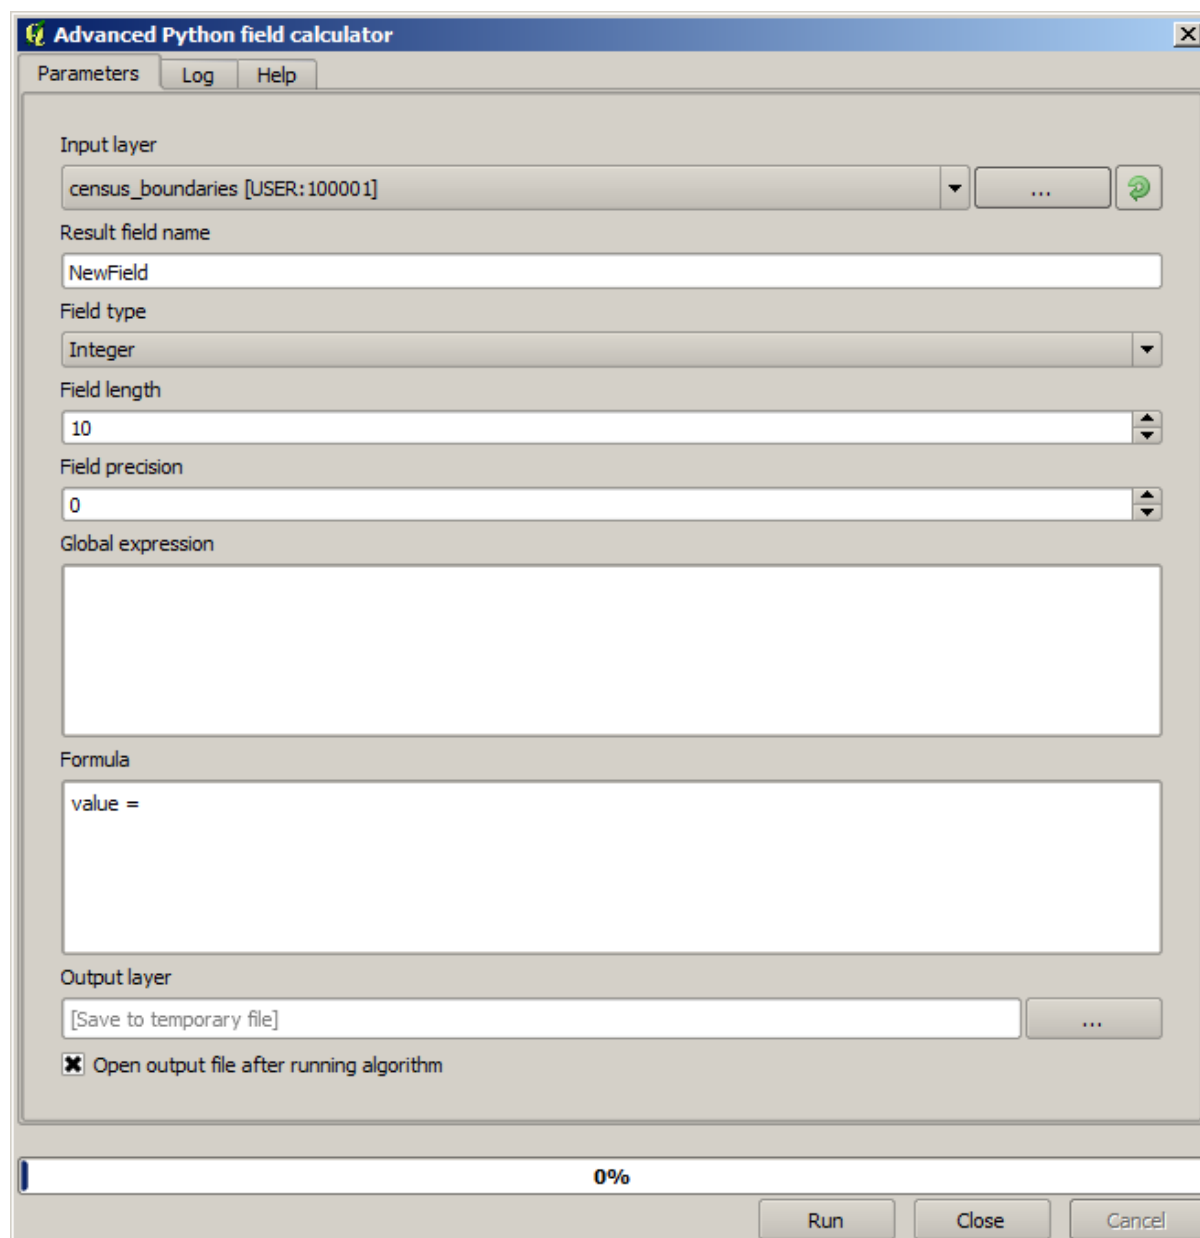 Advanced Python field calculator
Parameters Log Help
Input layer
census_boundaries [USER:100001] ...
Result field name
NewField
Field type
Integer
Field length
10
Field precision
0
Global expression
Formula
value =
Output layer
[Save to temporary file] ...
Open output file after running algorithm
0%
Run Close Cancel